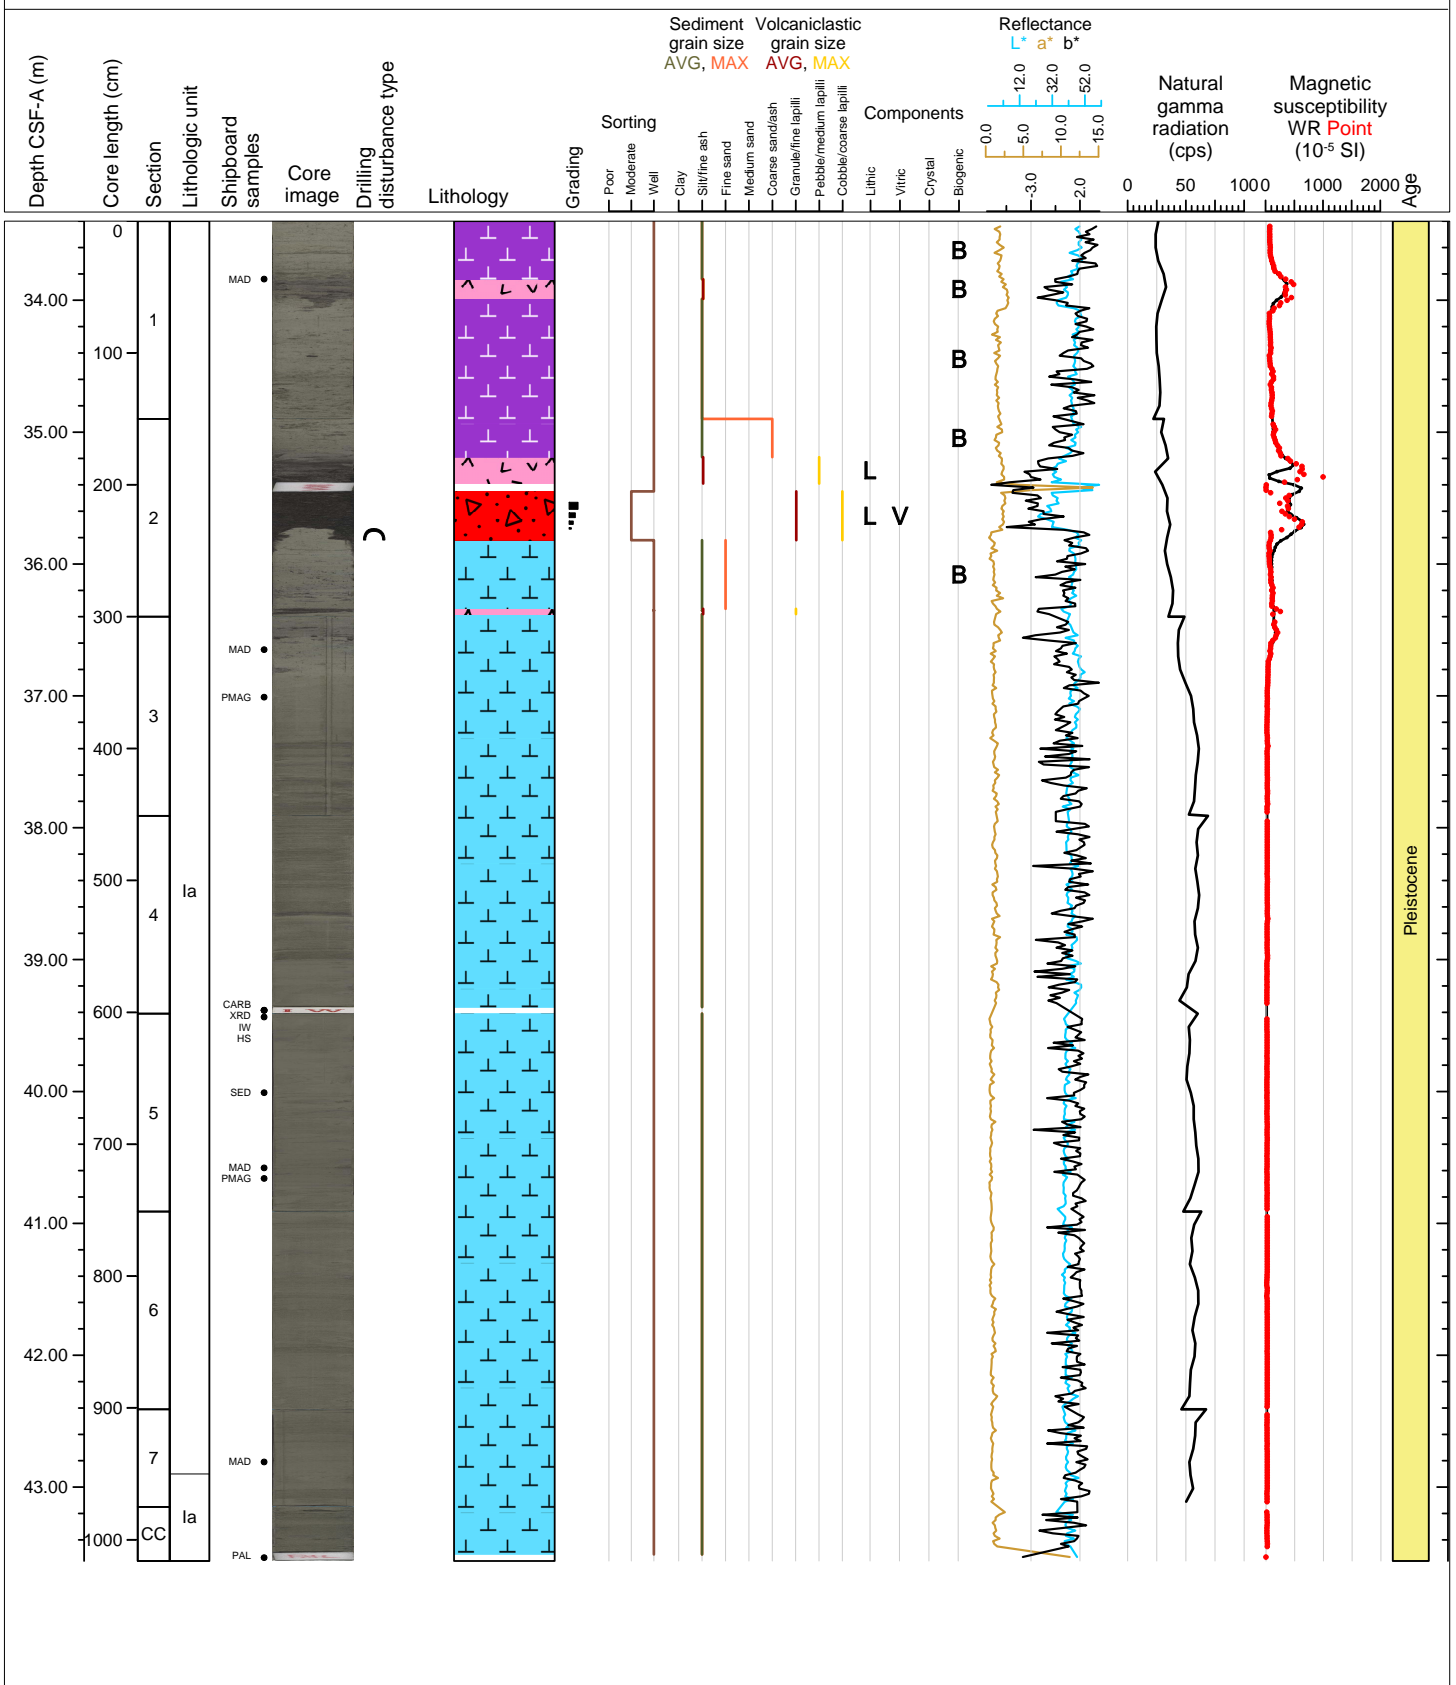 Depth CSF-A (m)
Core length (cm)
Section
Lithologic unit
Shipboard
samples
Core
image
Drilling
disturbance type
Lithology
Grading
Sorting
Poor
Moderate
Well
Sediment
grain size
AVG, MAX
Volcaniclastic
grain size
AVG, MAX
Clay
Silt/fine ash
Fine sand
Medium sand
Coarse sand/ash
Granule/fine lapilli
Pebble/medium lapilli
Cobble/coarse lapilli
Components
Lithic
Vitric
Crystal
Biogenic
Reflectance
L* a* b*
12.0 32.0 52.0
0.0 5.0 10.0 15.0
-3.0 2.0
Natural
gamma
radiation
(cps)
0 50 100
Magnetic
susceptibility
WR Point
(10⁻⁵ SI)
0 1000 2000
Age
0
MAD
B
34.00
B
1
100
B
35.00
B
L
200
2
L V
C
36.00
B
300
MAD
37.00
PMAG
3
400
38.00
500
Ia
4
Pleistocene
39.00
CARB
600
XRD
IW
HS
40.00
SED
5
700
MAD
PMAG
41.00
800
6
42.00
900
7
MAD
43.00
Ia
CC
1000
PAL